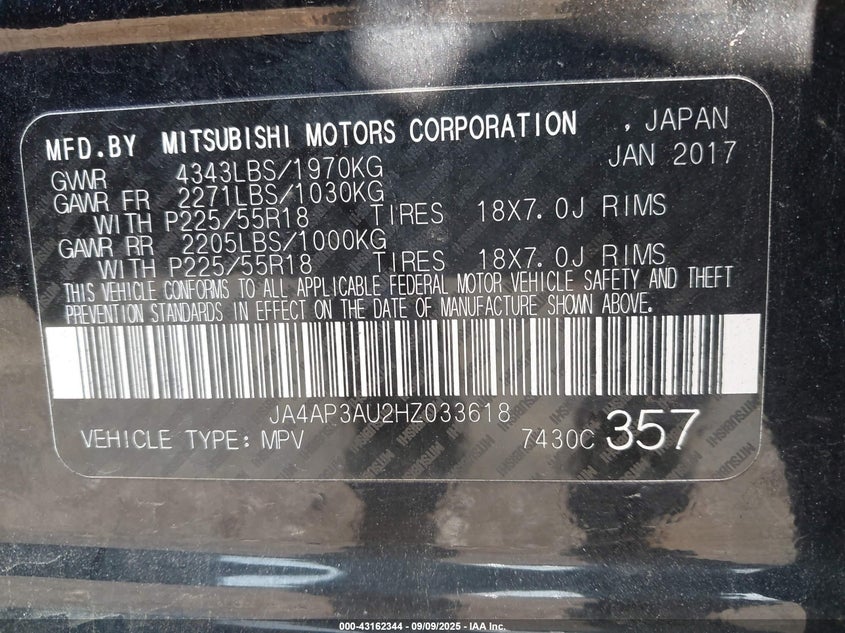 MFD.BY MITSUBISHI MOTORS CORPORATION , JAPAN
GVWR 4343LBS/1970KG JAN 2017
GAWR FR 2271LBS/1030KG
WITH P225/55R18 TIRES 18X7.0J RIMS
GAWR RR 2205LBS/1000KG
WITH P225/55R18 TIRES 18X7.0J RIMS
THIS VEHICLE CONFORMS TO ALL APPLICABLE FEDERAL MOTOR VEHICLE SAFETY AND THEFT
PREVENTION STANDARDS IN EFFECT ON THE DATE OF MANUFACTURE SHOWN ABOVE.
JA4AP3AU2HZ033618
VEHICLE TYPE: MPV 7430C 357
000-43162344 | 09/09/2025 - IAA Inc.